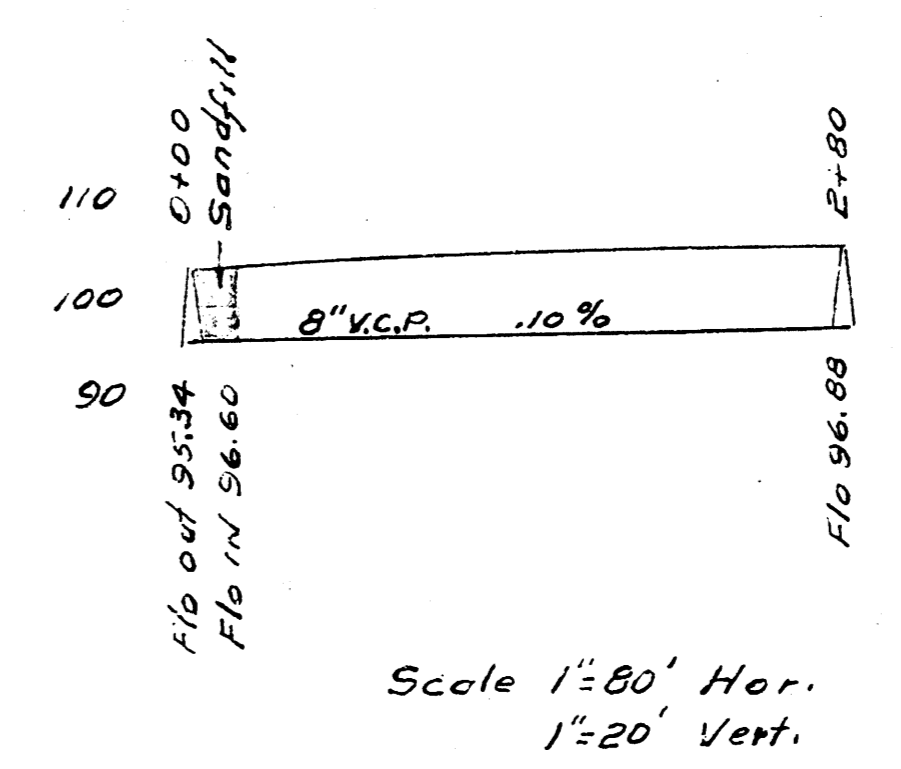 0+00
Sandfill
2+80
110
100
90
8" V.C.P. .10%
Flo out 95.34
Flo IN 96.60
Flo 96.88
Scale 1"=80' Hor.
1"=20' Vert.